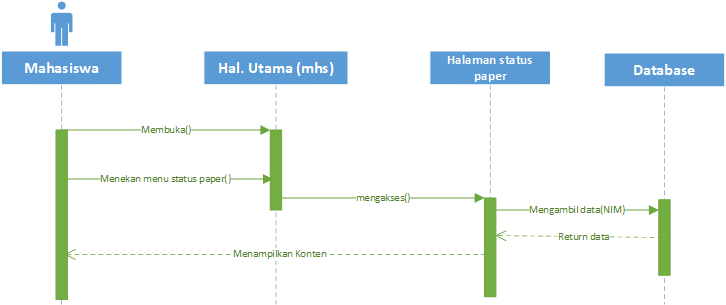 Mahasiswa
Hal. Utama (mhs)
Halaman status
paper
Database
Membuka()
Menekan menu status paper()
mengakses()
Mengambil data(NIM)
Return data
Menampilkan Konten